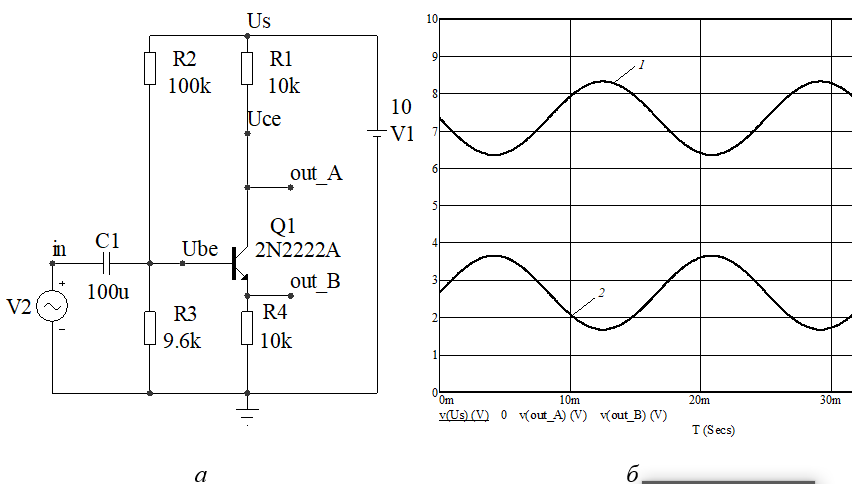 Us
R2
100k
R1
10k
Uce
10
V1
out_A
Q1
2N2222A
in
C1
100u
Ube
out_B
V2
+
−
R3
9.6k
R4
10k
а
10
9
8
7
6
5
4
3
2
1
0
1
2
0m
10m
20m
30m
v(Us) (V) 0 v(out_A) (V) v(out_B) (V)
T (Secs)
б